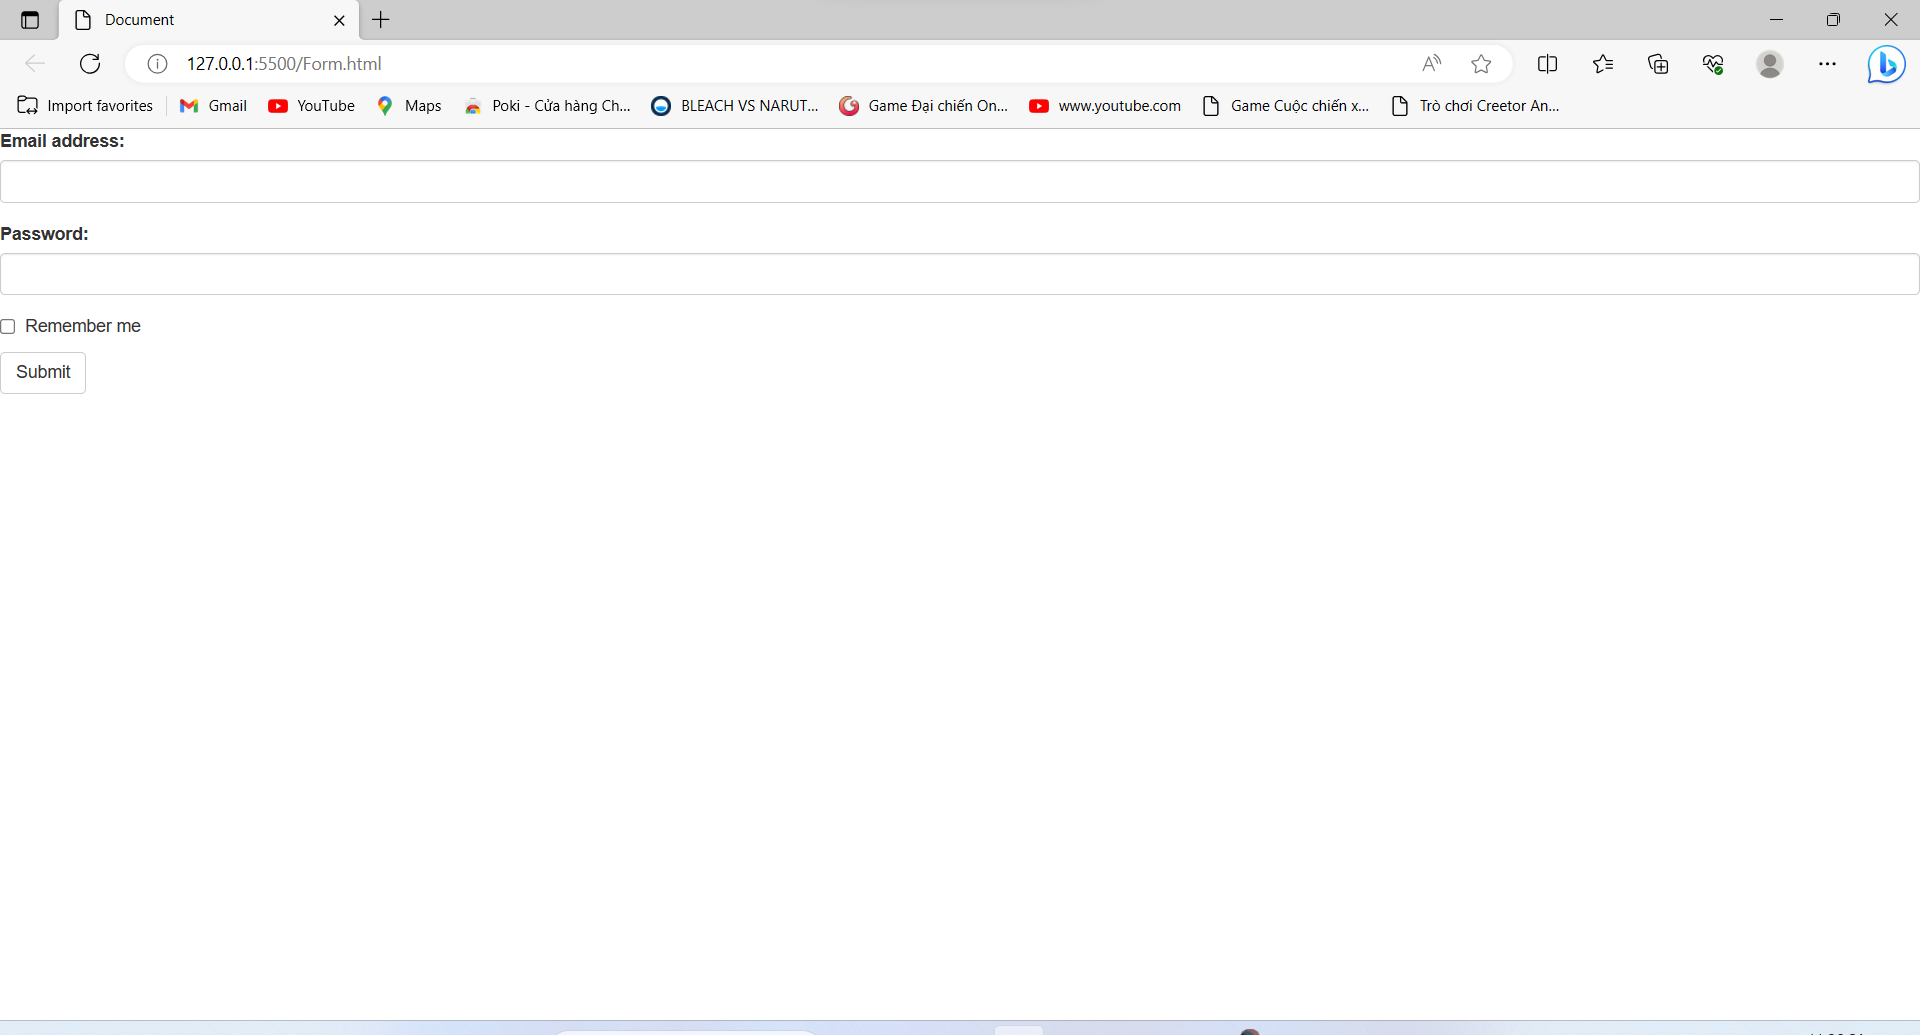 Document
127.0.0.1:5500/Form.html
Import favorites Gmail YouTube Maps Poki - Cửa hàng Ch... BLEACH VS NARUT... Game Đại chiến On... www.youtube.com Game Cuộc chiến x... Trò chơi Creetor An...
Email address:
Password:
Remember me
Submit